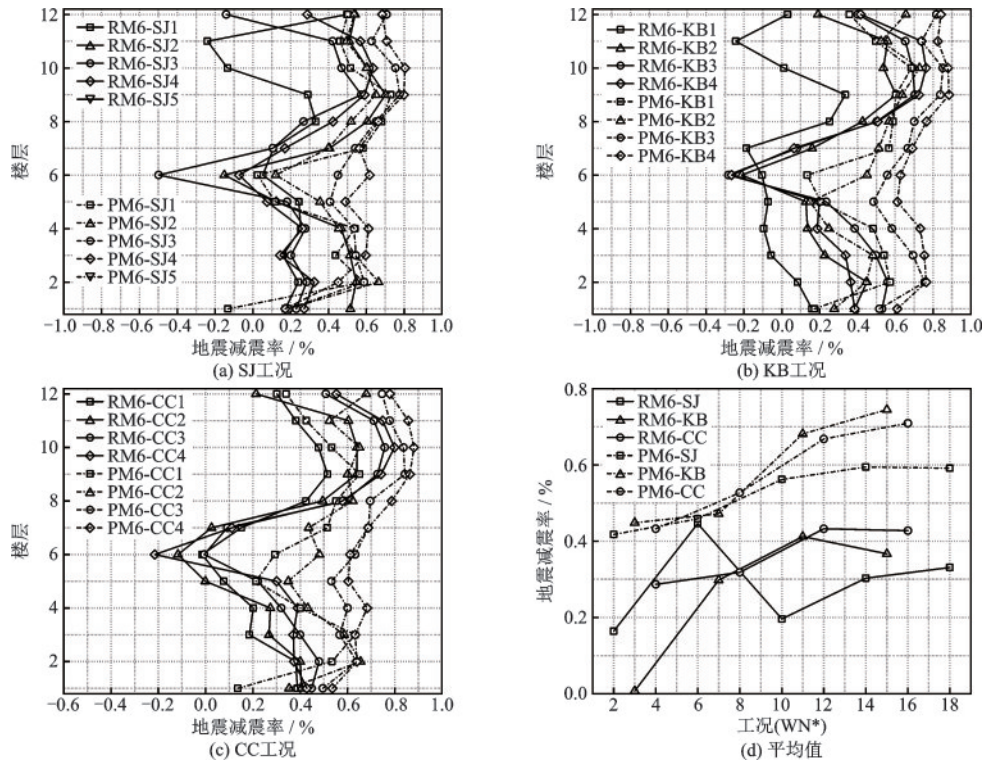 12
10
8
6
4
2
楼层
RM6-SJ1
RM6-SJ2
RM6-SJ3
RM6-SJ4
RM6-SJ5
PM6-SJ1
PM6-SJ2
PM6-SJ3
PM6-SJ4
PM6-SJ5
−1.0 −0.8 −0.6 −0.4 −0.2 0.0 0.2 0.4 0.6 0.8 1.0
地震减震率 / %
(a) SJ工况
12
10
8
6
4
2
楼层
RM6-KB1
RM6-KB2
RM6-KB3
RM6-KB4
PM6-KB1
PM6-KB2
PM6-KB3
PM6-KB4
−1.0 −0.8 −0.6 −0.4 −0.2 0.0 0.2 0.4 0.6 0.8 1.0
地震减震率 / %
(b) KB工况
12
10
8
6
4
2
楼层
RM6-CC1
RM6-CC2
RM6-CC3
RM6-CC4
PM6-CC1
PM6-CC2
PM6-CC3
PM6-CC4
−0.6 −0.4 −0.2 0.0 0.2 0.4 0.6 0.8 1.0
地震减震率 / %
(c) CC工况
0.8
0.6
0.4
0.2
0.0
地震减震率 / %
RM6-SJ
RM6-KB
RM6-CC
PM6-SJ
PM6-KB
PM6-CC
2 4 6 8 10 12 14 16 18
工况(WN*)
(d) 平均值